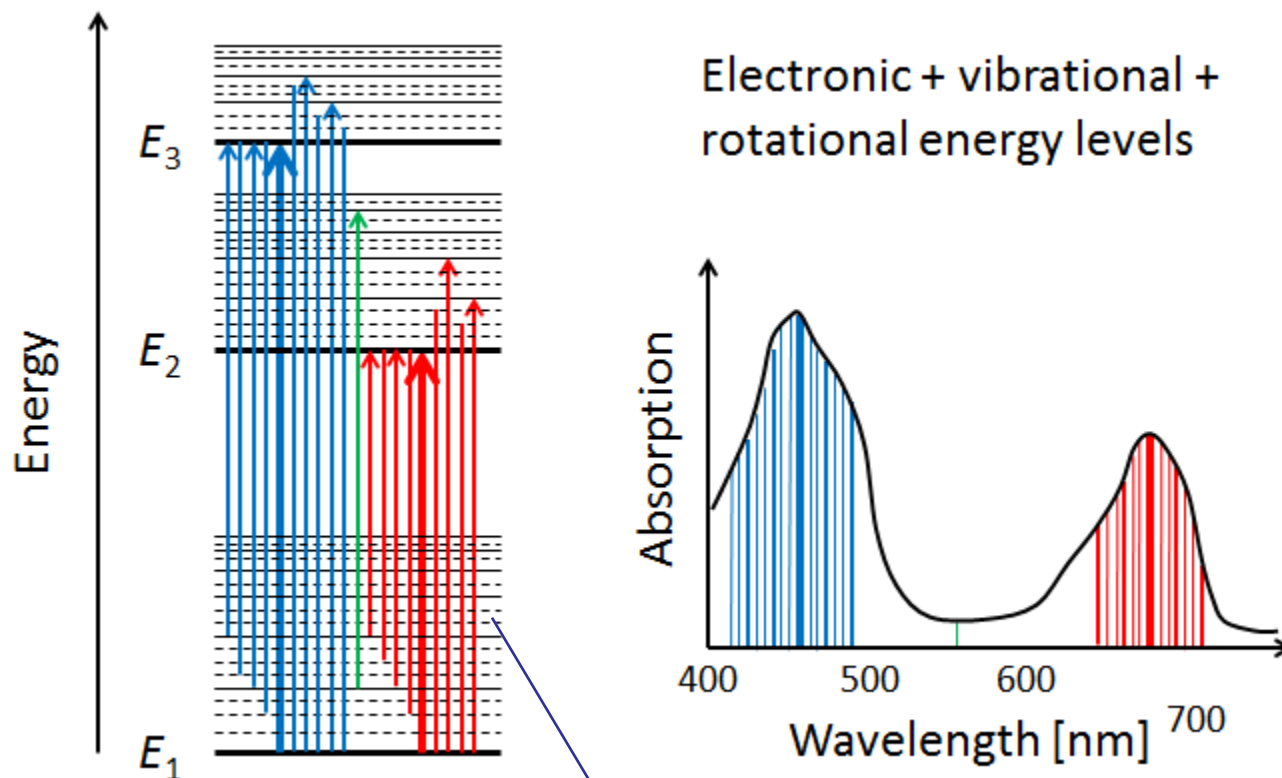 Energy
E3
E2
E1
Electronic + vibrational +
rotational energy levels
Absorption
400
500
600
700
Wavelength [nm]